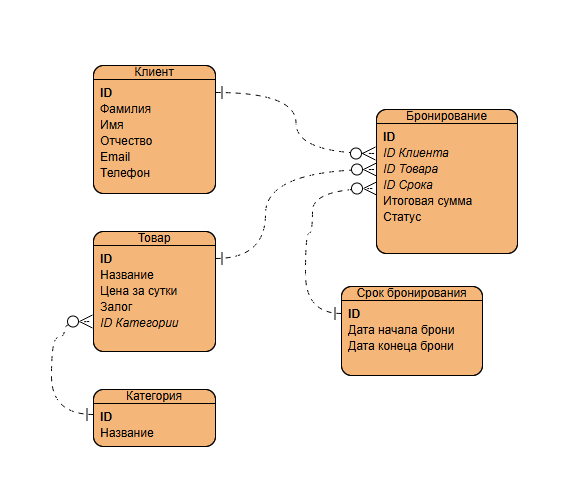 Клиент
ID
Фамилия
Имя
Отчество
Email
Телефон
Бронирование
ID
ID Клиента
ID Товара
ID Срока
Итоговая сумма
Статус
Товар
ID
Название
Цена за сутки
Залог
ID Категории
Срок бронирования
ID
Дата начала брони
Дата конеца брони
Категория
ID
Название